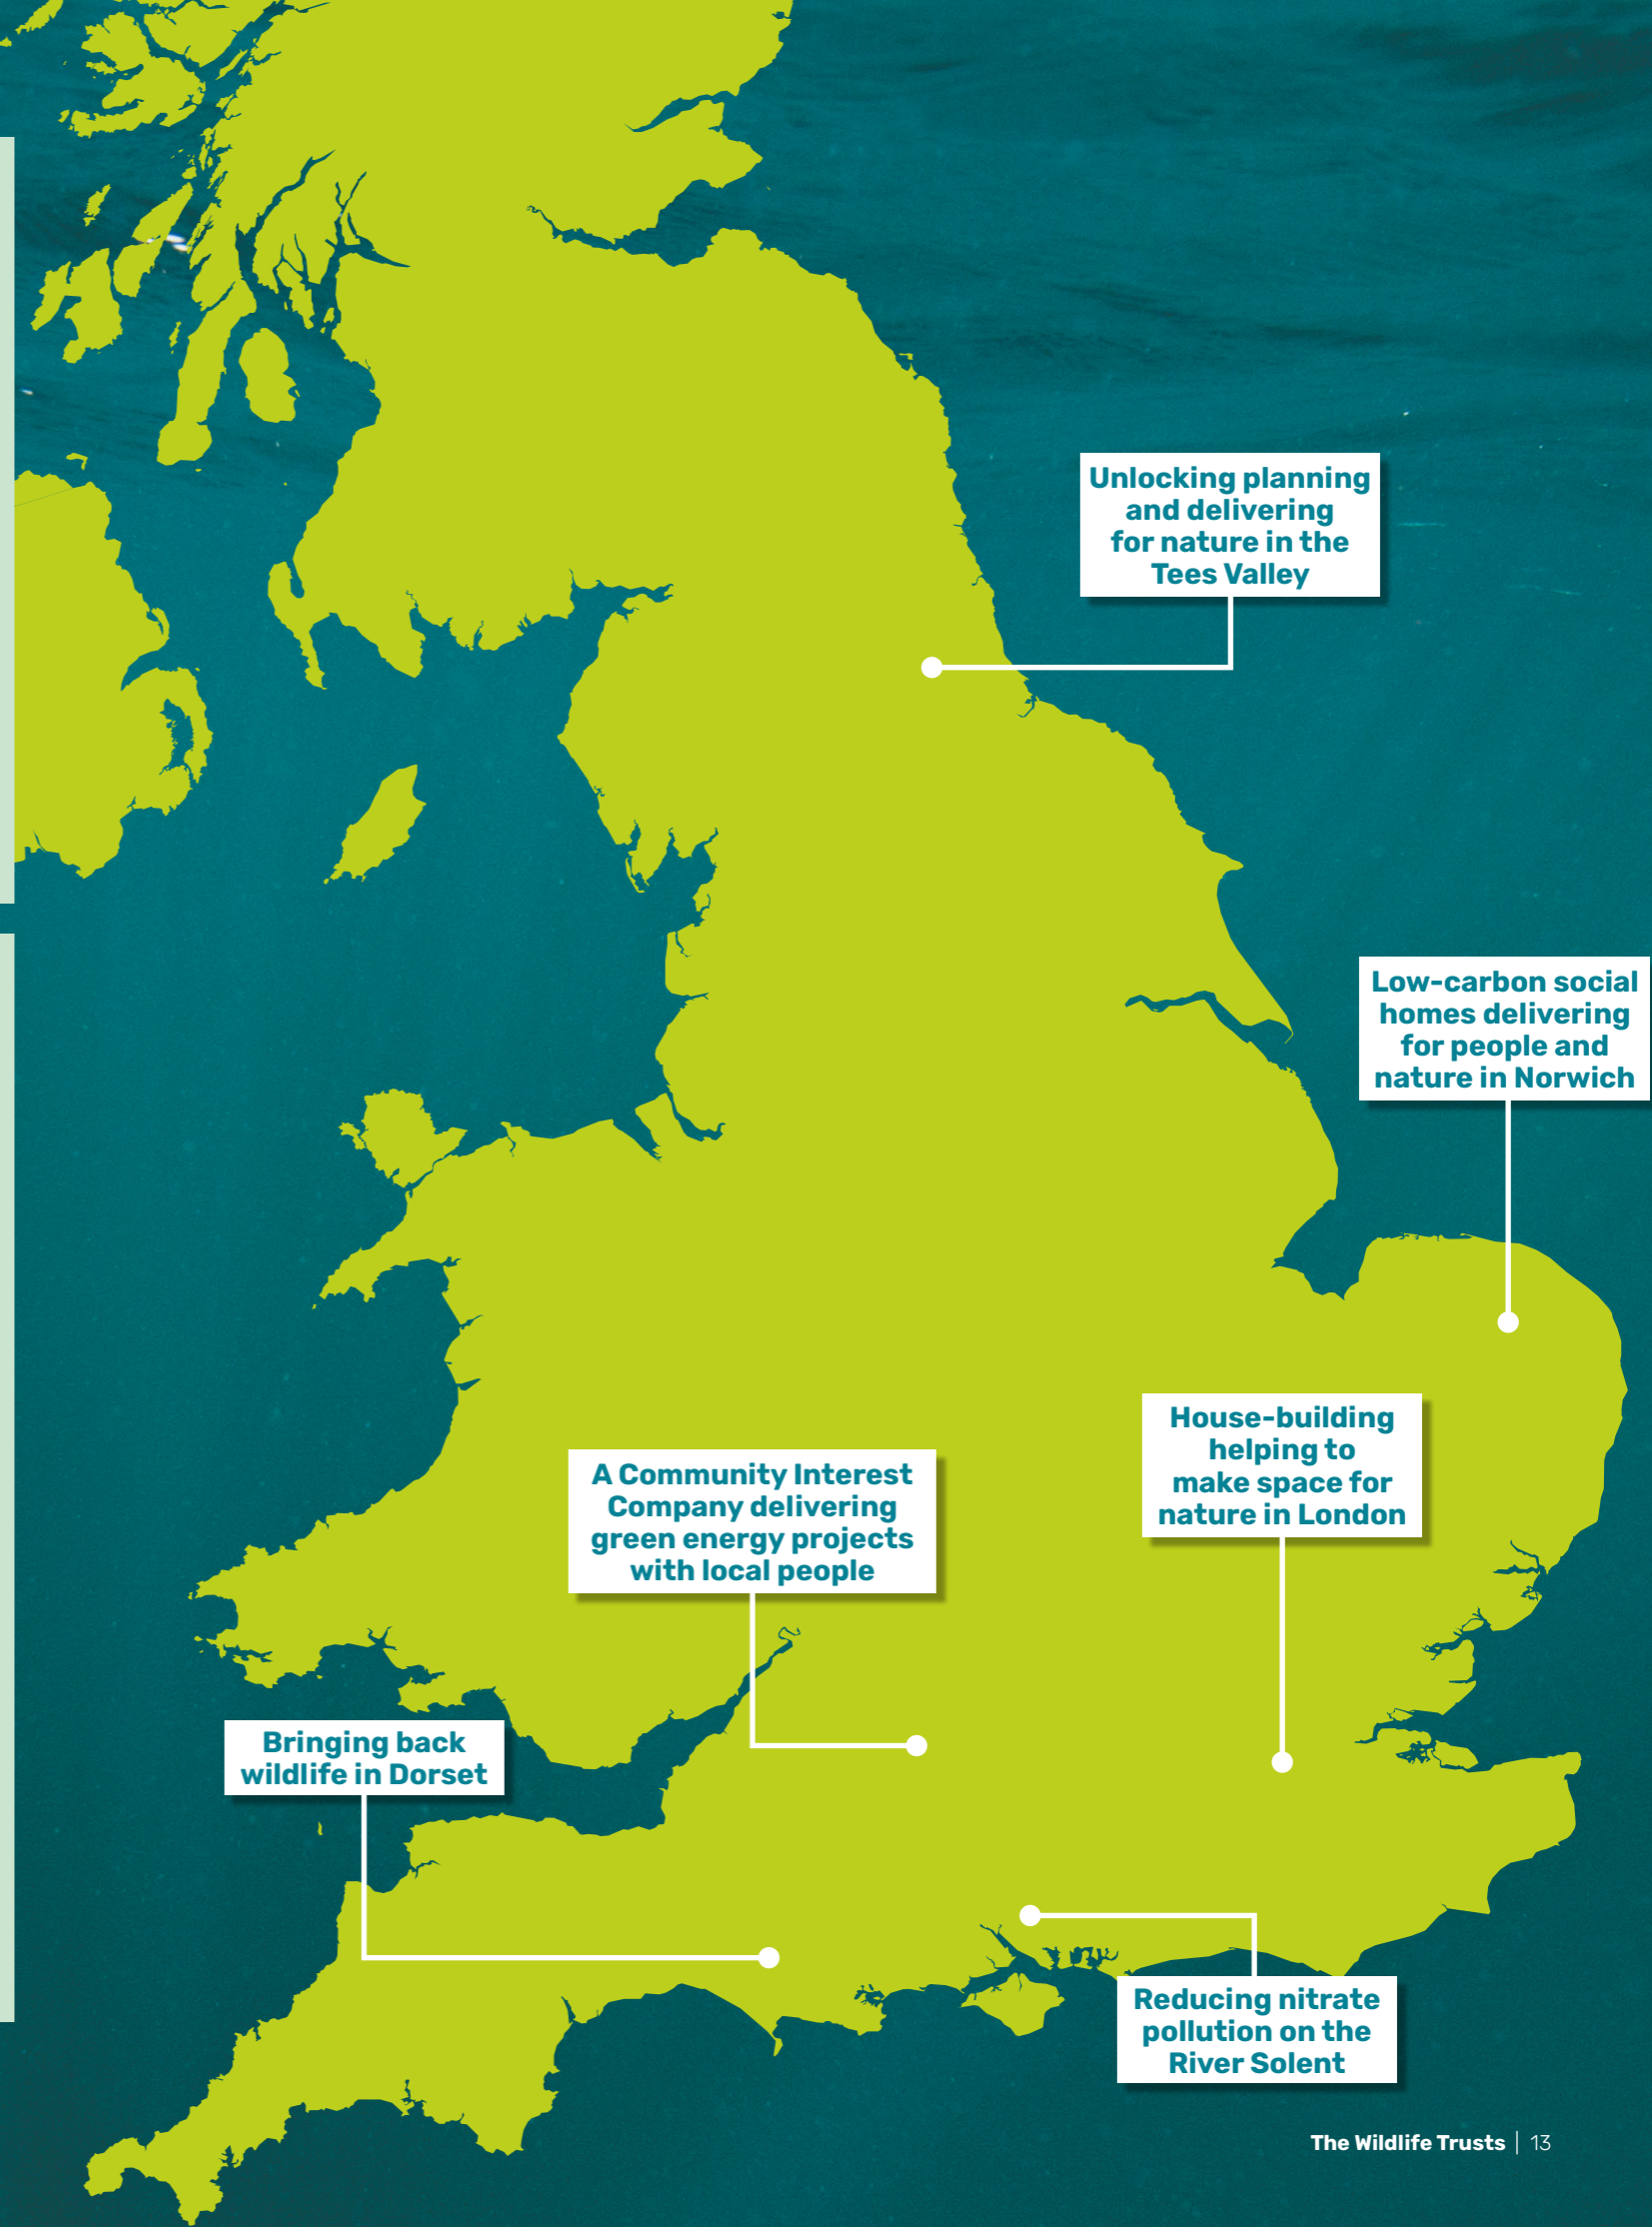 Unlocking planning
and delivering
for nature in the
Tees Valley
Low-carbon social
homes delivering
for people and
nature in Norwich
House-building
helping to
make space for
nature in London
A Community Interest
Company delivering
green energy projects
with local people
Bringing back
wildlife in Dorset
Reducing nitrate
pollution on the
River Solent
The Wildlife Trusts | 13